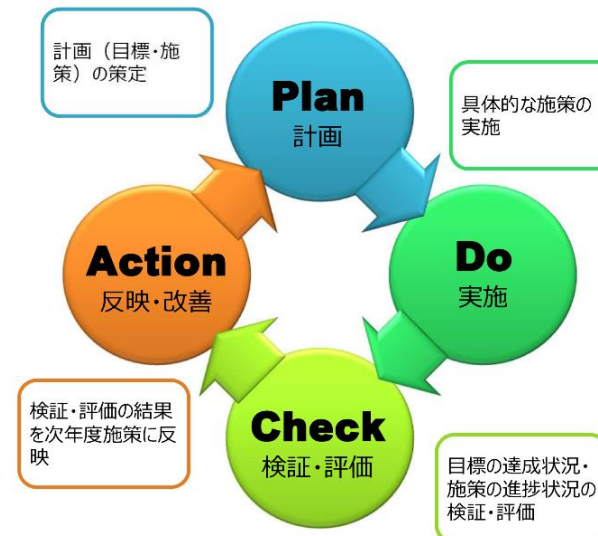 計画（目標・施
策）の策定
Plan
計画
具体的な施策の
実施
Do
実施
Action
反映・改善
Check
検証・評価
検証・評価の結果
を次年度施策に反
映
目標の達成状況・
施策の進捗状況の
検証・評価